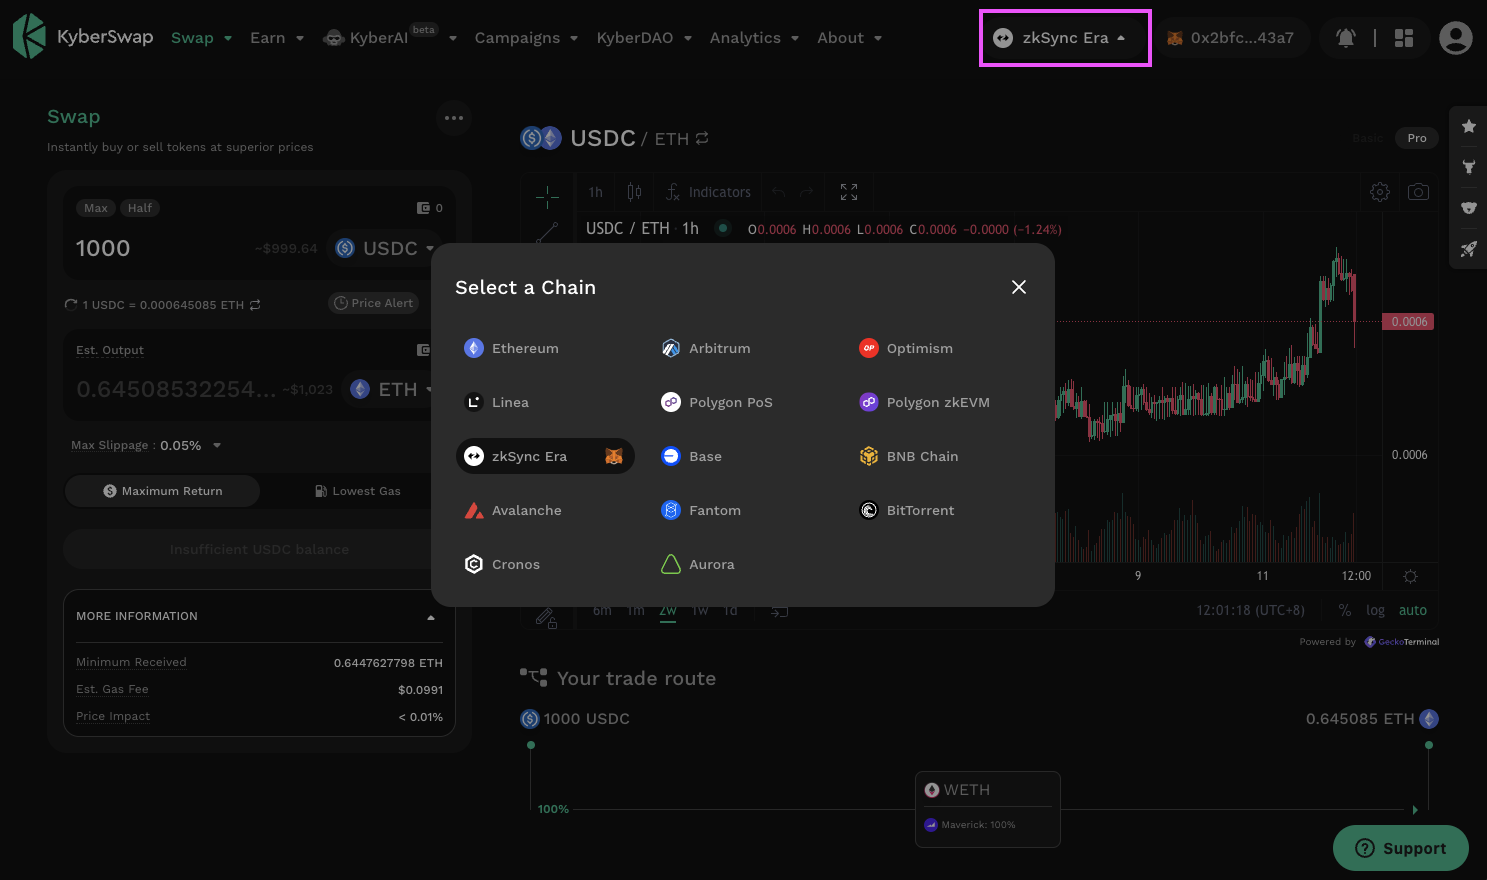 KyberSwap Swap Earn KyberAI beta Campaigns KyberDAO Analytics About zkSync Era 0x2bfc...43a7
Swap
Instantly buy or sell tokens at superior prices
Max Half 0
1000 ~$999.64 USDC
1 USDC = 0.000645085 ETH Price Alert
Est. Output
0.64508532254... ~$1,023 ETH
Max Slippage : 0.05%
Maximum Return Lowest Gas
Insufficient USDC balance
MORE INFORMATION
Minimum Received 0.6447627798 ETH
Est. Gas Fee $0.0991
Price Impact < 0.01%
USDC / ETH Basic Pro
1h Indicators
USDC / ETH · 1h O0.0006 H0.0006 L0.0006 C0.0006 −0.0000 (−1.24%)
Select a Chain
Ethereum Arbitrum Optimism
Linea Polygon PoS Polygon zkEVM
zkSync Era Base BNB Chain
Avalanche Fantom BitTorrent
Cronos Aurora
0.0006
0.0006
9 11 12:00
6m 1m 2w 1w 1d 12:01:18 (UTC+8) % log auto
Powered by GeckoTerminal
Your trade route
1000 USDC 0.645085 ETH
100%
WETH
Maverick: 100%
Support